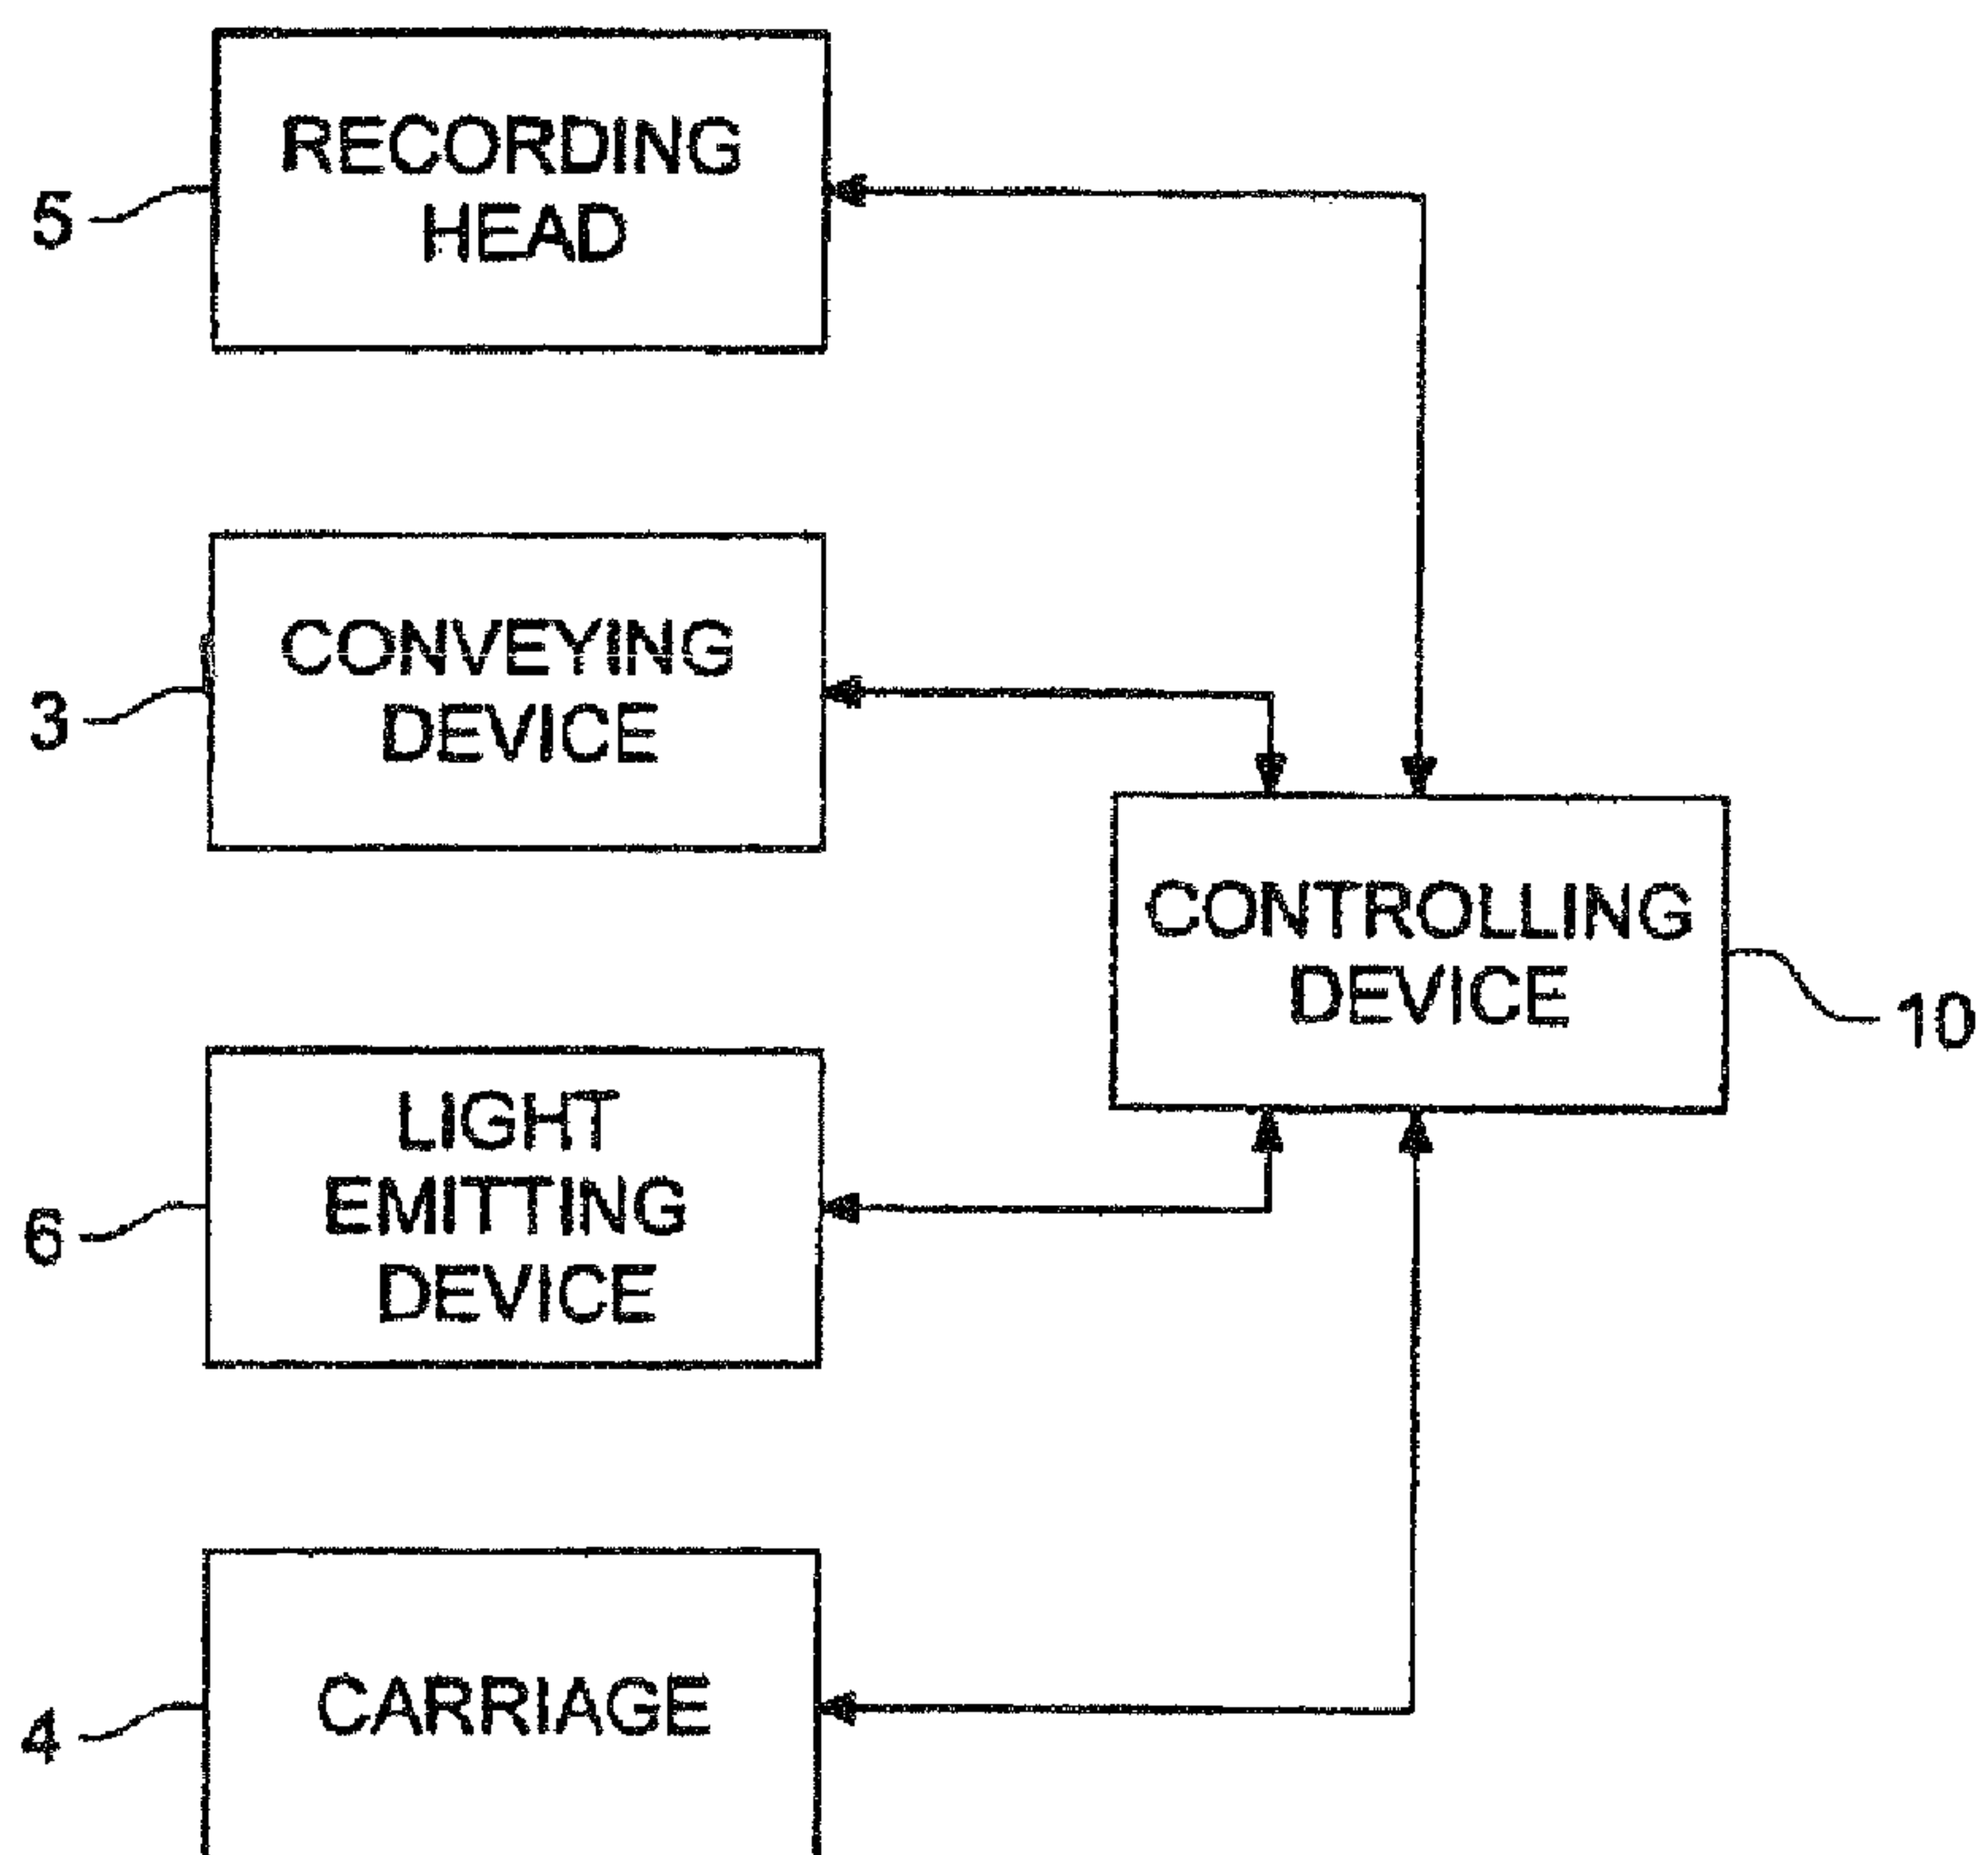 RECORDING
HEAD
5
CONVEYING
DEVICE
3
CONTROLLING
DEVICE
10
LIGHT
EMITTING
DEVICE
6
CARRIAGE
4